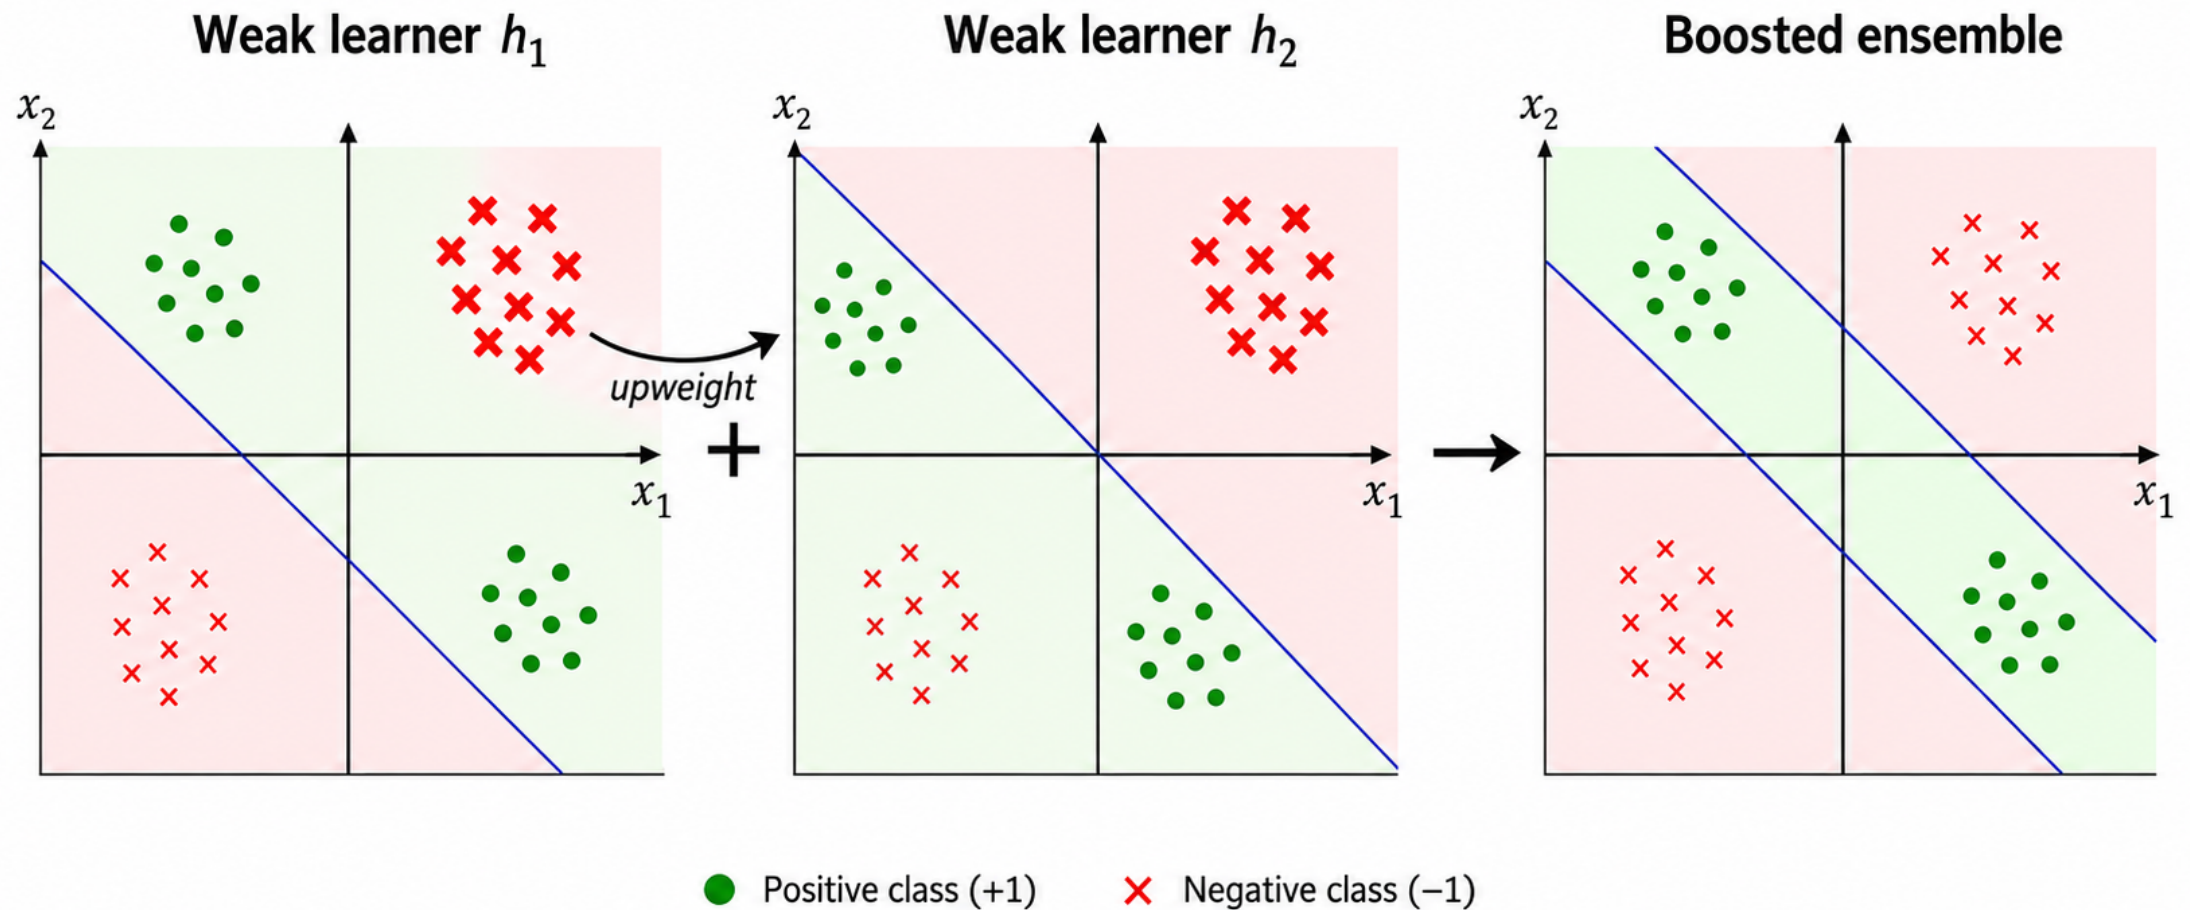 Weak learner h₁
Weak learner h₂
Boosted ensemble
x₂
x₂
x₂
upweight
+
x₁
x₁
x₁
Positive class (+1)
Negative class (−1)